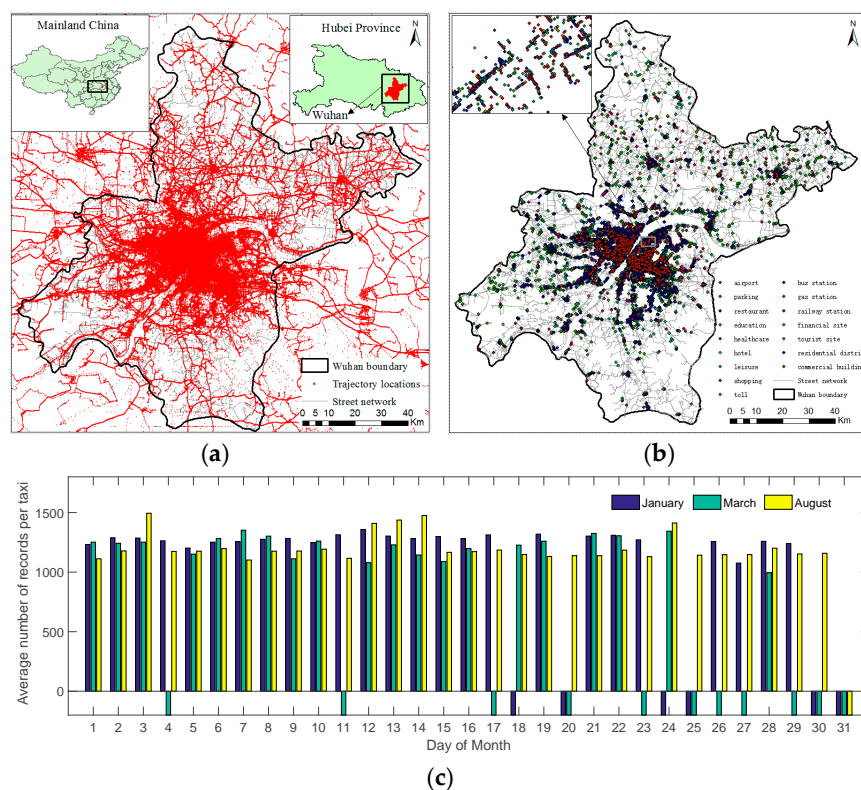 Mainland China
Hubei Province
N
Wuhan
Wuhan boundary
Trajectory locations
Street network
0 5 10 20 30 40
Km
(a)
N
airport
parking
restaurant
education
healthcare
hotel
leisure
shopping
toll
bus station
gas station
railway station
financial site
tourist site
residential distri
commercial buildin
Street network
Wuhan boundary
0 5 10 20 30 40
Km
(b)
Average number of records per taxi
1500
1000
500
0
January March August
1 2 3 4 5 6 7 8 9 10 11 12 13 14 15 16 17 18 19 20 21 22 23 24 25 26 27 28 29 30 31
Day of Month
(c)